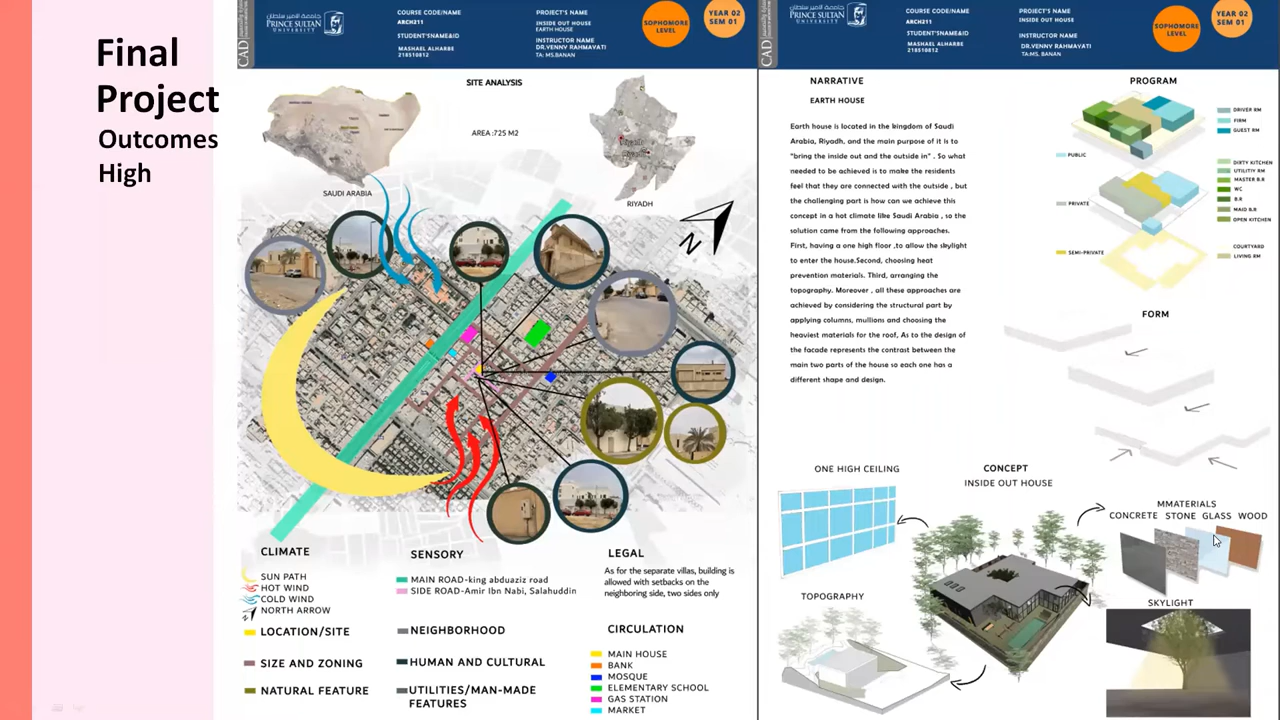 Final
Project
Outcomes
High
CAD
جامعة الأمير سلطان
PRINCE SULTAN
UNIVERSITY
COURSE CODE/NAME
ARCH211
STUDENT'SNAME&ID
MASHAEL ALHARBE
218510812
PROJECT'S NAME
INSIDE OUT HOUSE
EARTH HOUSE
INSTRUCTOR NAME
DR.VENNY RAHMAYATI
TA: MS.BANAN
SOPHOMORE
LEVEL
YEAR 02
SEM 01
SITE ANALYSIS
AREA :725 M2
SAUDI ARABIA
RIYADH
N
CLIMATE
SUN PATH
HOT WIND
COLD WIND
NORTH ARROW
SENSORY
MAIN ROAD-king abduaziz road
SIDE ROAD-Amir Ibn Nabi, Salahuddin
LEGAL
As for the separate villas, building is
allowed with setbacks on the
neighboring side, two sides only
LOCATION/SITE
SIZE AND ZONING
NATURAL FEATURE
NEIGHBORHOOD
HUMAN AND CULTURAL
UTILITIES/MAN-MADE
FEATURES
CIRCULATION
MAIN HOUSE
BANK
MOSQUE
ELEMENTARY SCHOOL
GAS STATION
MARKET
CAD
جامعة الأمير سلطان
PRINCE SULTAN
UNIVERSITY
COURSE CODE/NAME
ARCH211
STUDENT'SNAME&ID
MASHAEL ALHARBE
218510812
PROJECT'S NAME
INSIDE OUT HOUSE
INSTRUCTOR NAME
DR.VENNY RAHMAYATI
TA:MS. BANAN
SOPHOMORE
LEVEL
YEAR 02
SEM 01
NARRATIVE
EARTH HOUSE
Earth house is located in the kingdom of Saudi
Arabia, Riyadh, and the main purpose of it is to
"bring the inside out and the outside in" . So what
needed to be achieved is to make the residents
feel that they are connected with the outside , but
the challenging part is how can we achieve this
concept in a hot climate like Saudi Arabia , so the
solution came from the following approaches.
First, having a one high floor ,to allow the skylight
to enter the house.Second, choosing heat
prevention materials. Third, arranging the
topography. Moreover , all these approaches are
achieved by considering the structural part by
applying columns, mullions and choosing the
heaviest materials for the roof, As to the design of
the facade represents the contrast between the
main two parts of the house so each one has a
different shape and design.
PROGRAM
PUBLIC
PRIVATE
SEMI-PRIVATE
DRIVER RM
FIRM
GUEST RM
DIRTY KITCHEN
UTILITIY RM
MASTER B.R
WC
B.R
MAID B.R
OPEN KITCHEN
COURTYARD
LIVING RM
FORM
ONE HIGH CEILING
CONCEPT
INSIDE OUT HOUSE
MMATERIALS
CONCRETE STONE GLASS WOOD
TOPOGRAPHY
SKYLIGHT